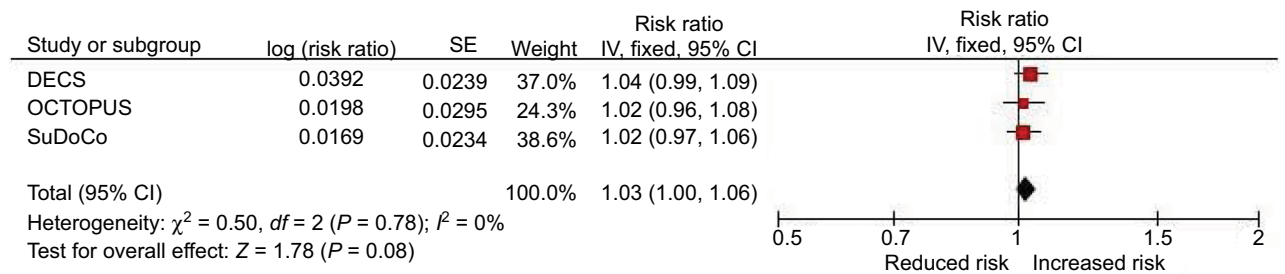 Risk ratio Risk ratio
Study or subgroup log (risk ratio) SE Weight IV, fixed, 95% CI IV, fixed, 95% CI
DECS 0.0392 0.0239 37.0% 1.04 (0.99, 1.09)
OCTOPUS 0.0198 0.0295 24.3% 1.02 (0.96, 1.08)
SuDoCo 0.0169 0.0234 38.6% 1.02 (0.97, 1.06)
Total (95% CI) 100.0% 1.03 (1.00, 1.06)
Heterogeneity: χ² = 0.50, df = 2 (P = 0.78); I² = 0%
Test for overall effect: Z = 1.78 (P = 0.08)
0.5 0.7 1 1.5 2
Reduced risk Increased risk